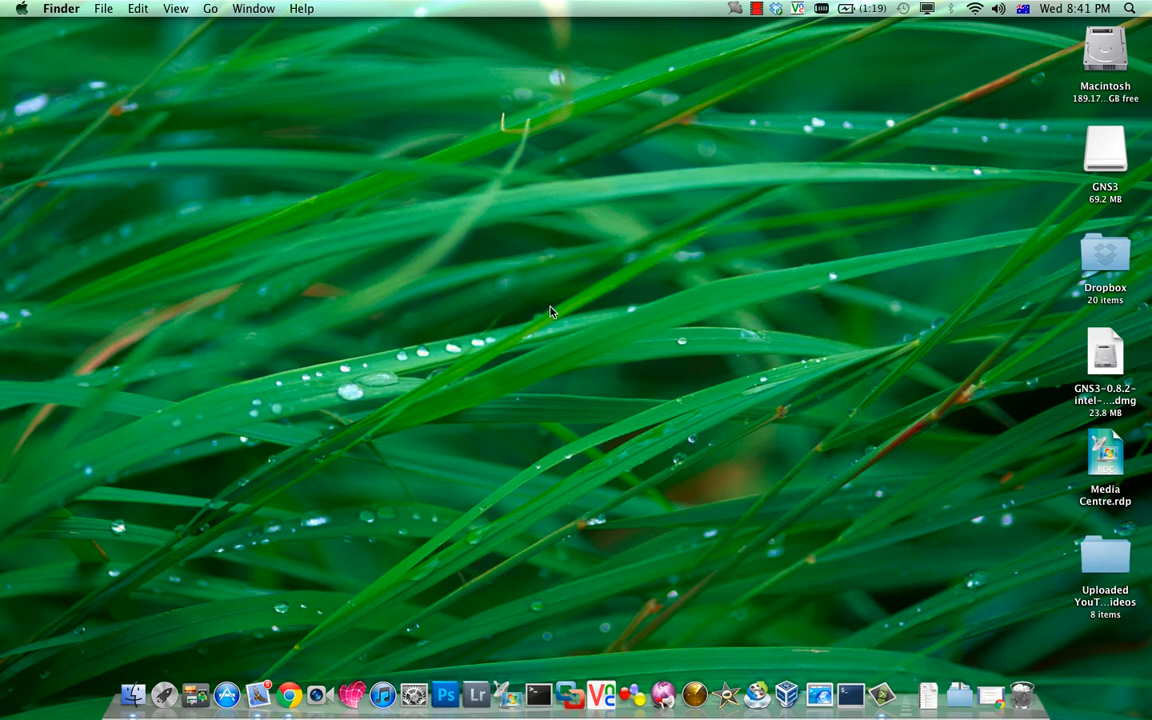 Finder File Edit View Go Window Help (1:19) Wed 8:41 PM
Macintosh
189.17...GB free
GNS3
69.2 MB
Dropbox
20 items
GNS3-0.8.2-
intel-....dmg
23.8 MB
RDC
Media
Centre.rdp
Uploaded
YouT...ideos
8 items
Ps Lr